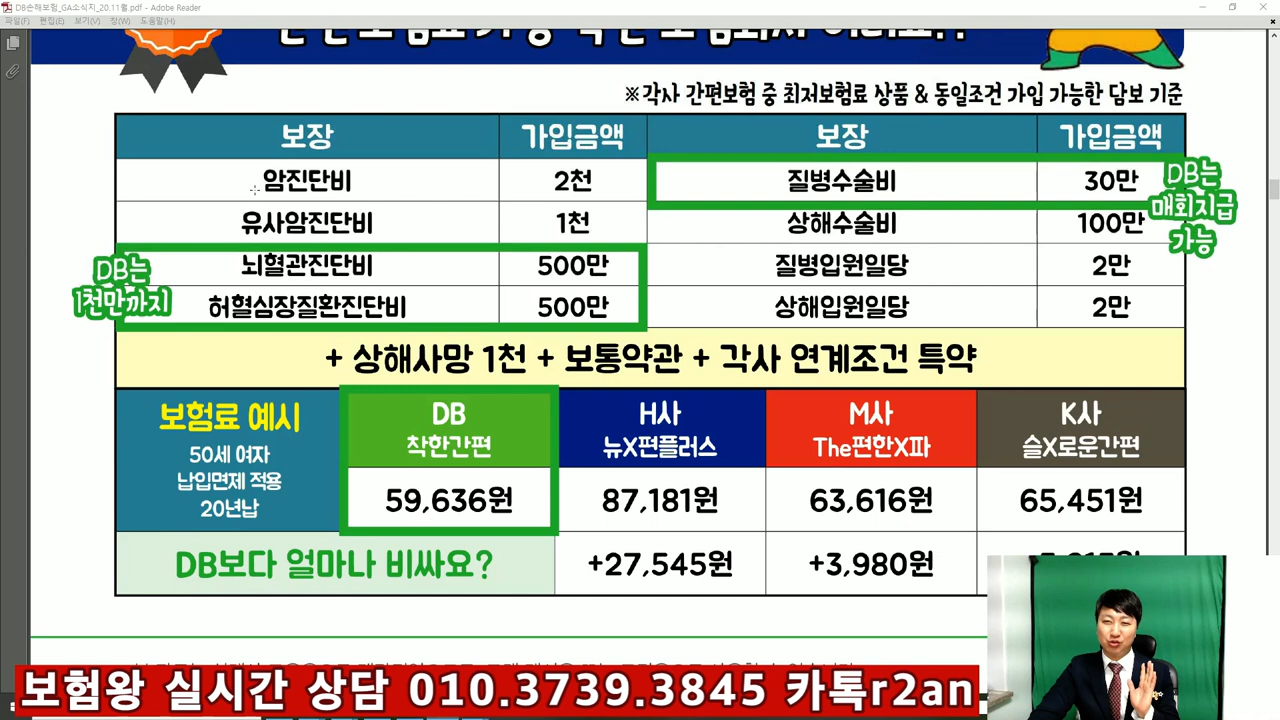 DB손해보험_GA소식지_20.11월.pdf - Adobe Reader
파일(F) 편집(E) 보기(V) 창(W) 도움말(H)
※각사 간편보험 중 최저보험료 상품 & 동일조건 가입 가능한 담보 기준
보장 가입금액 보장 가입금액
암진단비 2천 질병수술비 30만
유사암진단비 1천 상해수술비 100만
뇌혈관진단비 500만 질병입원일당 2만
허혈심장질환진단비 500만 상해입원일당 2만
DB는
매회지급
가능
DB는
1천만까지
+ 상해사망 1천 + 보통약관 + 각사 연계조건 특약
보험료 예시
50세 여자
납입면제 적용
20년납
DB
착한간편
H사
뉴X편플러스
M사
The편한X파
K사
슬X로운간편
59,636원 87,181원 63,616원 65,451원
DB보다 얼마나 비싸요? +27,545원 +3,980원
보험왕 실시간 상담 010.3739.3845 카톡r2an